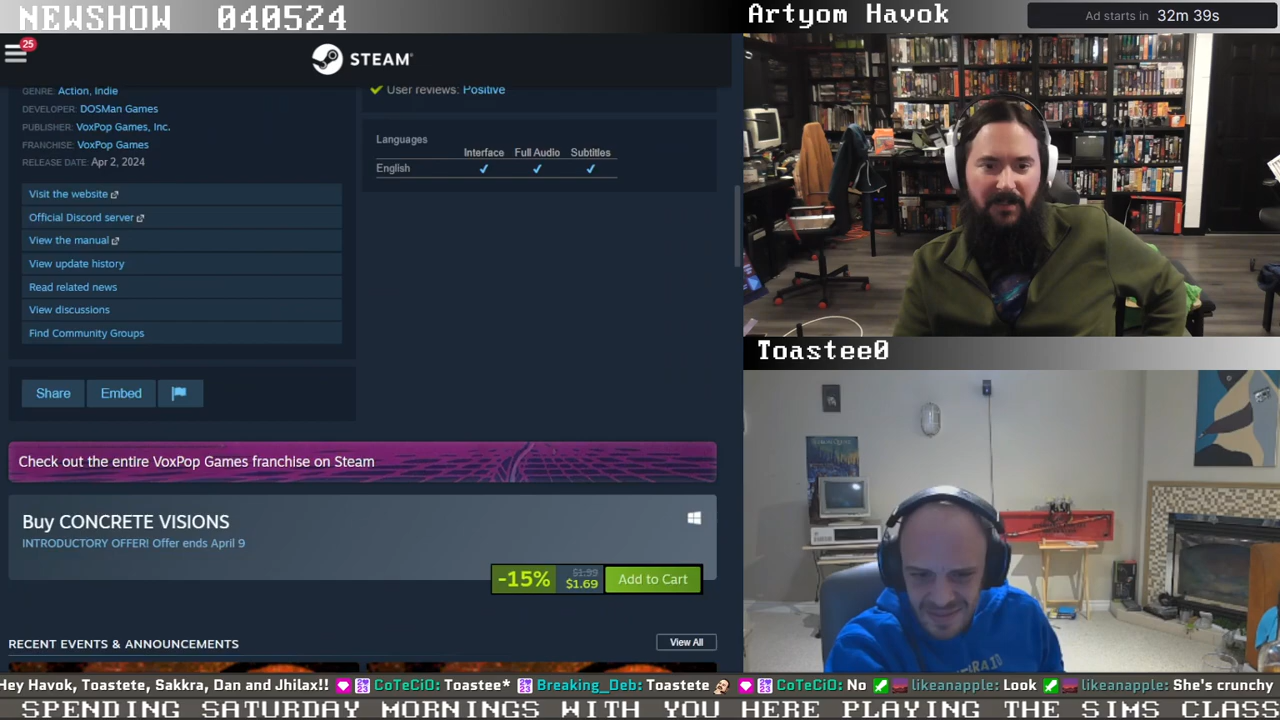 NEWSHOW 040524
Artyom Havok
Ad starts in 32m 39s
25
STEAM®
GENRE: Action, Indie
DEVELOPER: DOSMan Games
PUBLISHER: VoxPop Games, Inc.
FRANCHISE: VoxPop Games
RELEASE DATE: Apr 2, 2024
User reviews: Positive
Languages
Interface Full Audio Subtitles
English ✔ ✔ ✔
Visit the website
Official Discord server
View the manual
View update history
Read related news
View discussions
Find Community Groups
Share Embed
Check out the entire VoxPop Games franchise on Steam
Buy CONCRETE VISIONS
INTRODUCTORY OFFER! Offer ends April 9
-15% $1.99 $1.69 Add to Cart
RECENT EVENTS & ANNOUNCEMENTS View All
Toastee0
Hey Havok, Toastete, Sakkra, Dan and Jhilax!! CoTeCiO: Toastee* Breaking_Deb: Toastete CoTeCiO: No likeanapple: Look likeanapple: She's crunchy
SPENDING SATURDAY MORNINGS WITH YOU HERE PLAYING THE SIMS CLASS